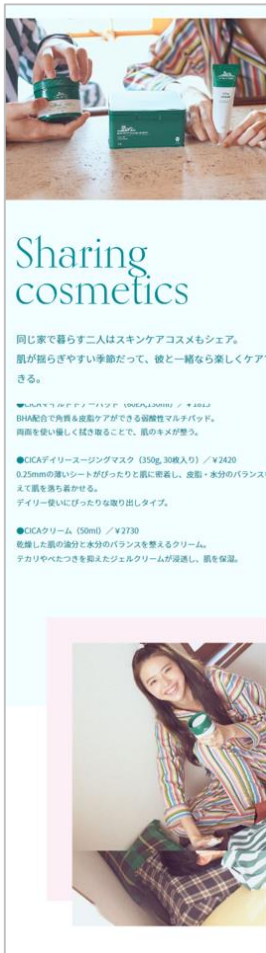 Sharing
cosmetics
同じ家で暮らす二人はスキンケアコスメもシェア。
肌が揺らぎやすい季節だって、彼と一緒なら楽しくケアで
きる。
BHA配合で角質&皮脂ケアができる弱酸性マルチパッド。
両面を使い優しく拭き取ることで、肌のキメが整う。
●CICAデイリースージングマスク（350g, 30枚入り）／￥2420
0.25mmの薄いシートがぴったりと肌に密着し、皮脂・水分のバランスを
えて肌を落ち着かせる。
デイリー使いにぴったりな取り出しタイプ。
●CICAクリーム（50ml）／￥2730
乾燥した肌の油分と水分のバランスを整えるクリーム。
テカリやべたつきを抑えたジェルクリームが浸透し、肌を保湿。